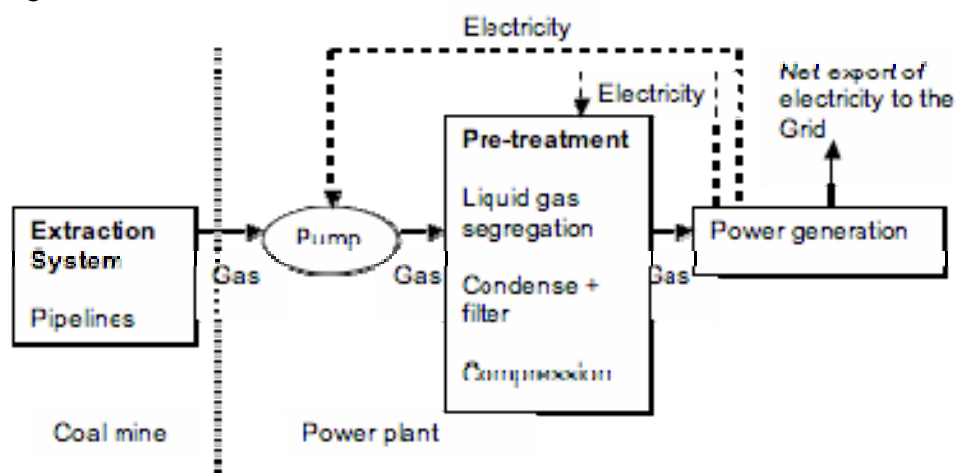 Electricity
Net export of
electricity to the
Grid
Electricity
Pre-treatment
Liquid gas
segregation
Condense +
filter
Compression
Extraction
System
Pipelines
Pump
Power generation
Gas
Gas
Gas
Coal mine
Power plant